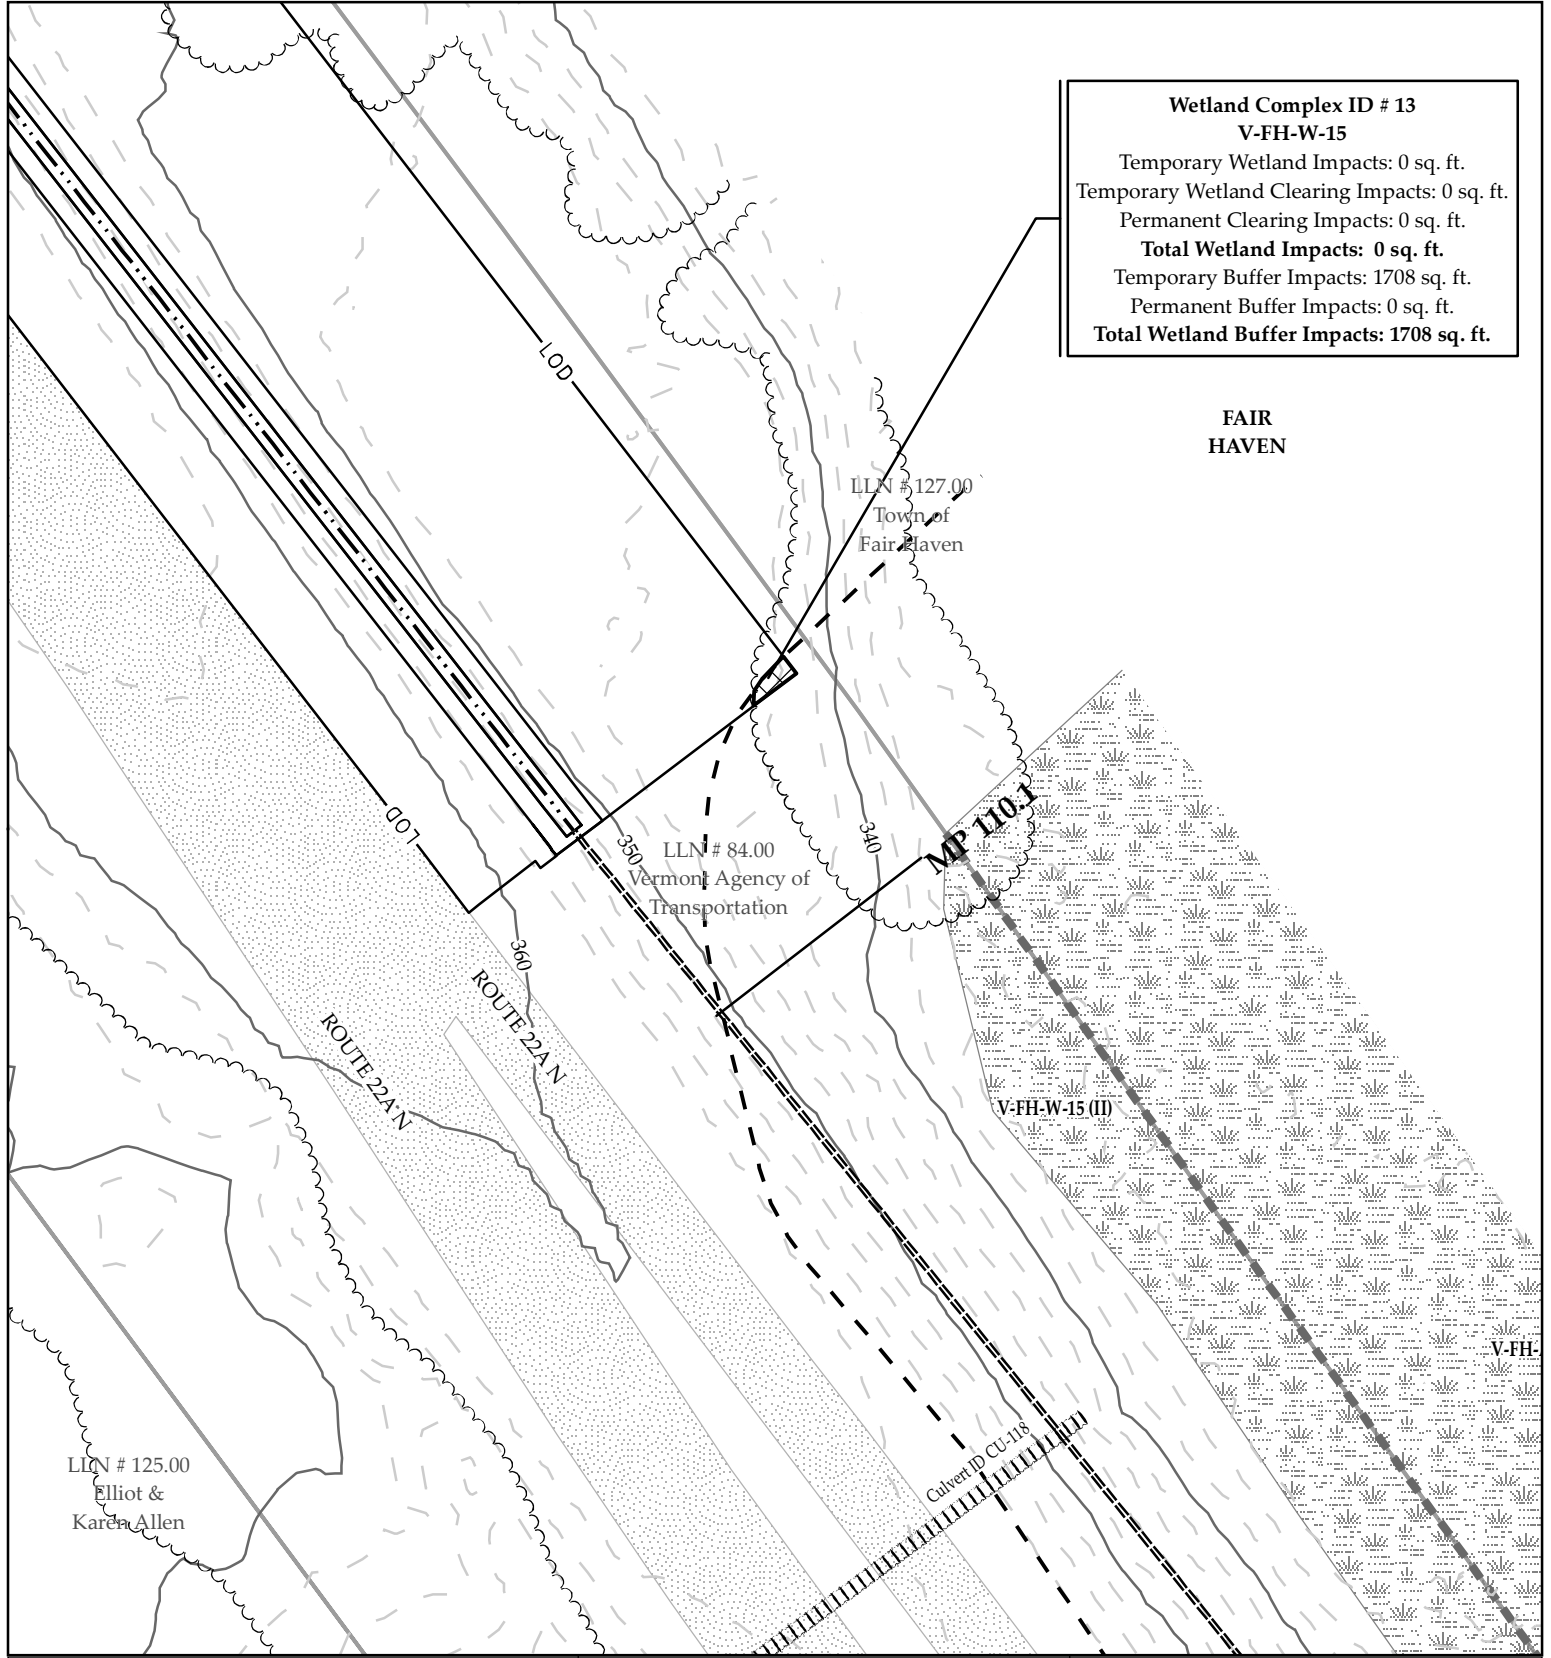 Wetland Complex ID # 13
V-FH-W-15
Temporary Wetland Impacts: 0 sq. ft.
Temporary Wetland Clearing Impacts: 0 sq. ft.
Permanent Clearing Impacts: 0 sq. ft.
Total Wetland Impacts: 0 sq. ft.
Temporary Buffer Impacts: 1708 sq. ft.
Permanent Buffer Impacts: 0 sq. ft.
Total Wetland Buffer Impacts: 1708 sq. ft.
LOD
FAIR
HAVEN
LLN # 127.00
Town of
Fair Haven
LOD
MP 110.1
350
340
LLN # 84.00
Vermont Agency of
Transportation
360
ROUTE 22A N
ROUTE 22A N
V-FH-W-15 (II)
V-FH-
Culvert ID CU-118
LLN # 125.00
Elliot &
Karen Allen